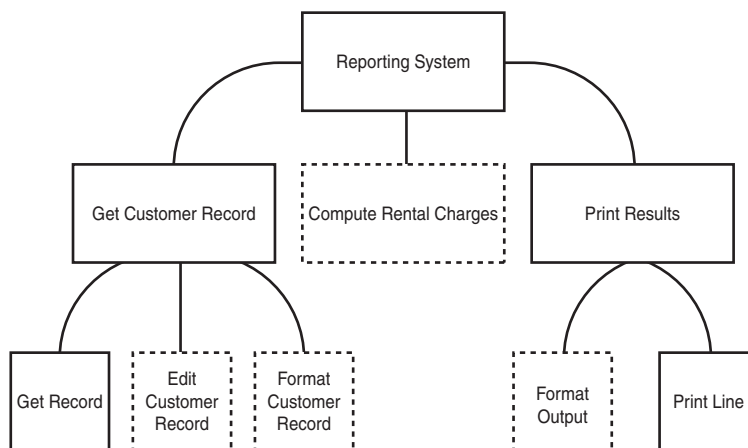 Reporting System
Get Customer Record
Compute Rental Charges
Print Results
Get Record
Edit
Customer
Record
Format
Customer
Record
Format
Output
Print Line